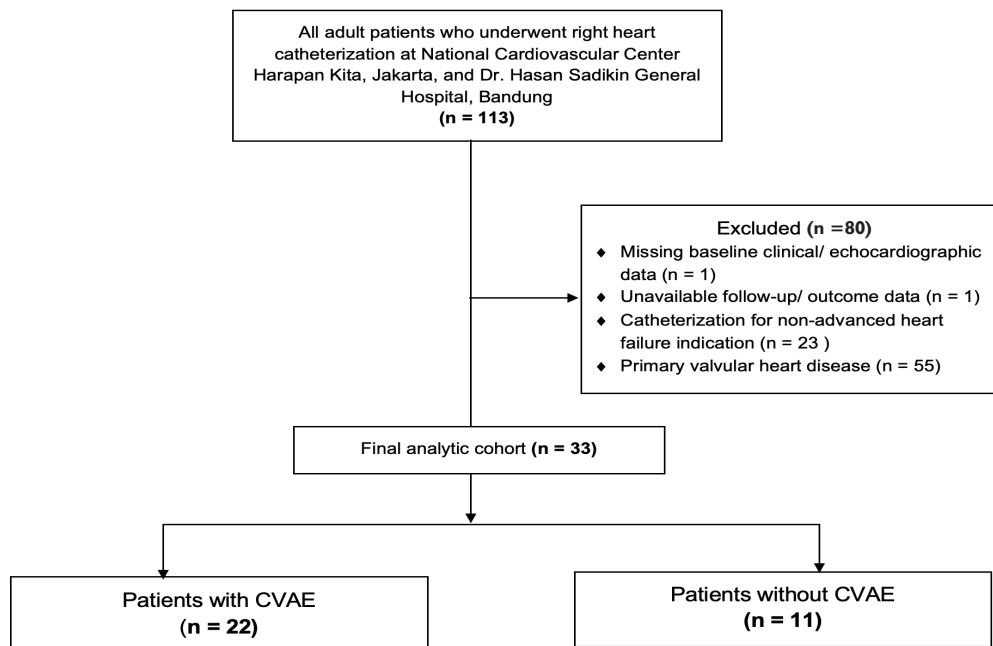 All adult patients who underwent right heart
catheterization at National Cardiovascular Center
Harapan Kita, Jakarta, and Dr. Hasan Sadikin General
Hospital, Bandung
(n = 113)
Excluded (n =80)
◆ Missing baseline clinical/ echocardiographic
data (n = 1)
◆ Unavailable follow-up/ outcome data (n = 1)
◆ Catheterization for non-advanced heart
failure indication (n = 23 )
◆ Primary valvular heart disease (n = 55)
Final analytic cohort (n = 33)
Patients with CVAE
(n = 22)
Patients without CVAE
(n = 11)